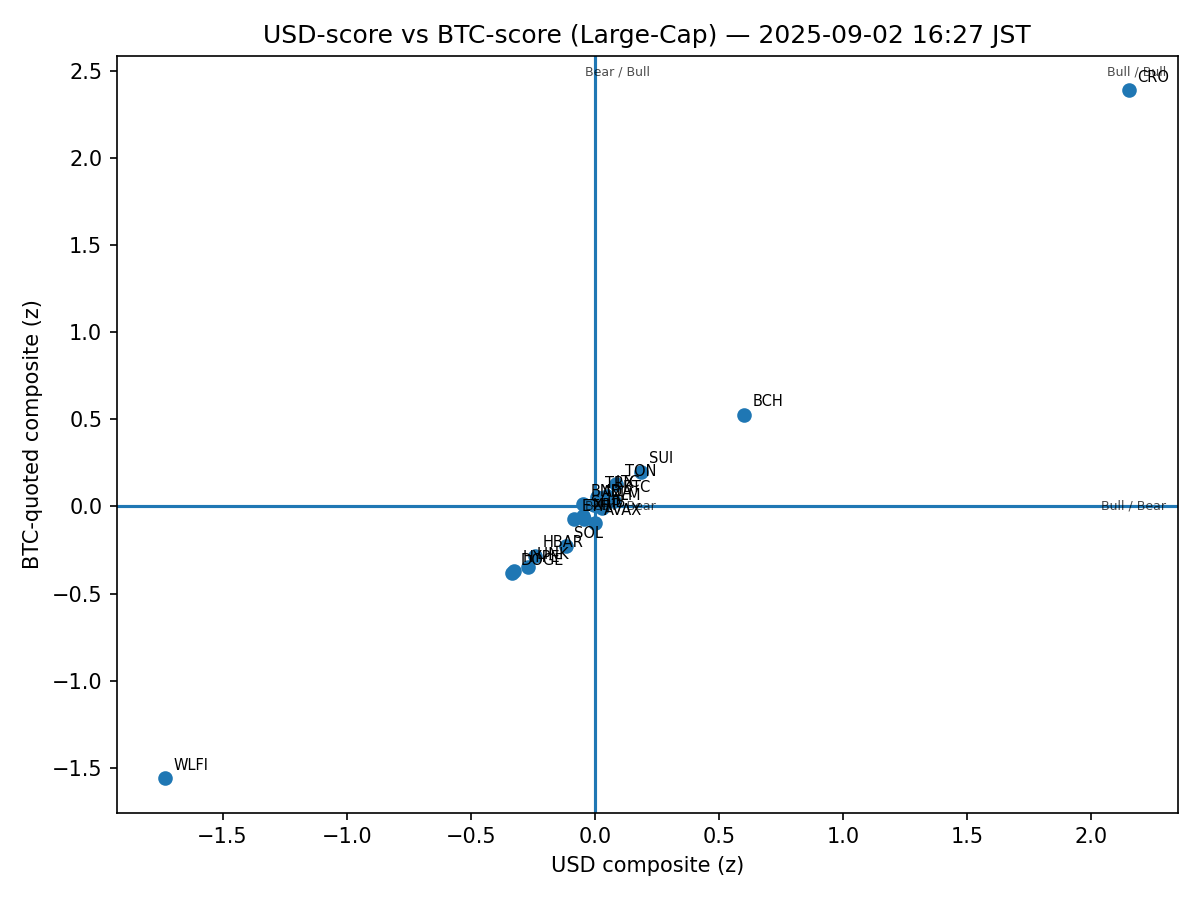 USD-score vs BTC-score (Large-Cap) — 2025-09-02 16:27 JST
Bear / Bull
Bull / Bull
CRO
2.5
2.0
1.5
1.0
0.5
0.0
−0.5
−1.0
−1.5
BTC-quoted composite (z)
BCH
SUI
TON
AVAX
Bull / Bear
SOL
HBAR
DOGE
WLFI
−1.5
−1.0
−0.5
0.0
0.5
1.0
1.5
2.0
USD composite (z)